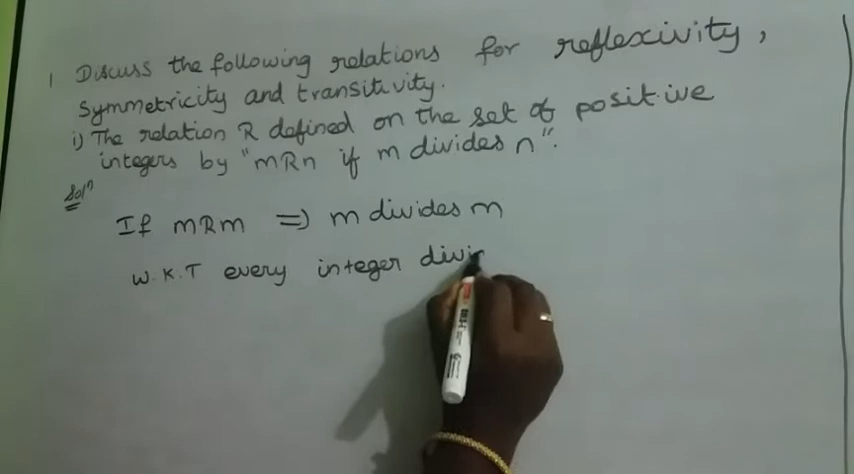 1 Discuss the following relations for reflexivity,
Symmetricity and transitivity.
i) The relation R defined on the set of positive
integers by "mRn if m divides n".
Soln
If mRm => m divides m
W.K.T every integer divi